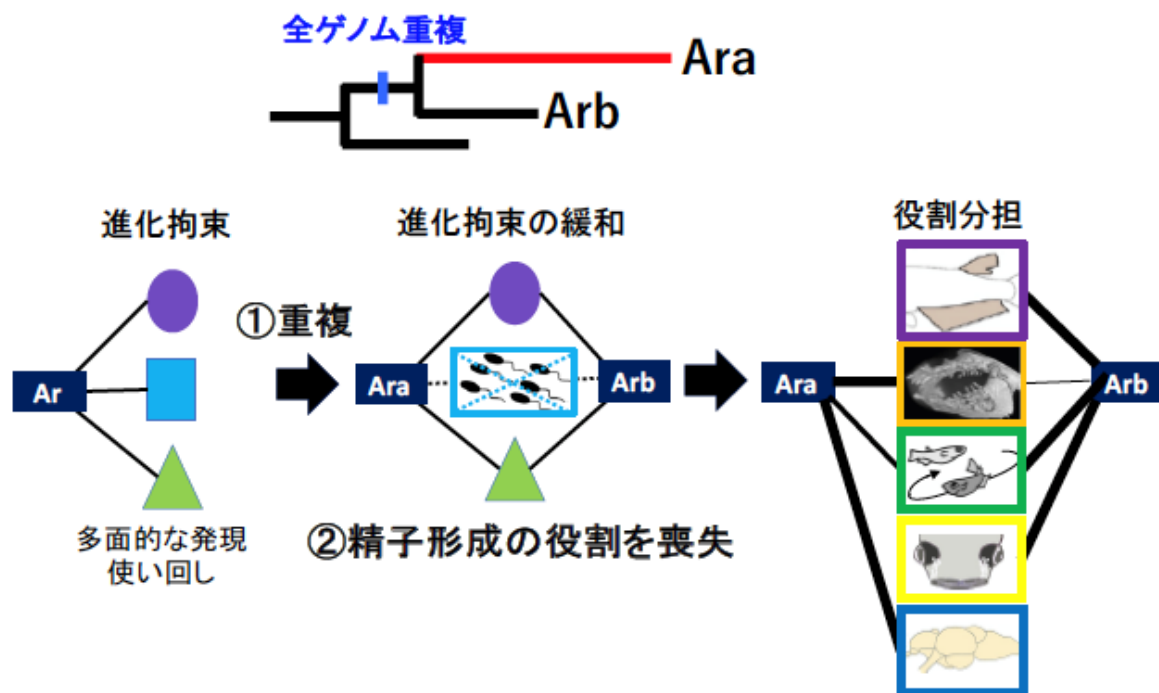 全ゲノム重複
Ara
Arb
進化拘束
進化拘束の緩和
役割分担
①重複
Ar
Ara
Arb
Ara
Arb
多面的な発現
使い回し
②精子形成の役割を喪失